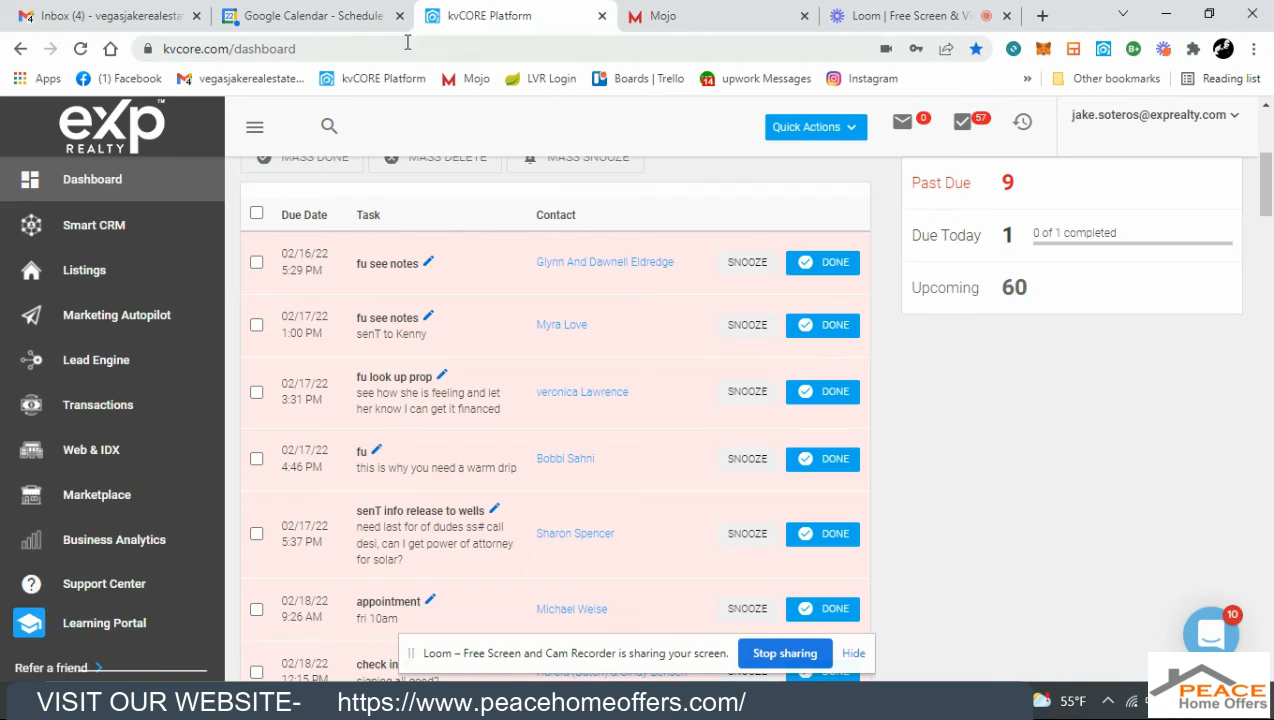 Inbox (4) - vegasjakerealesta
Google Calendar - Schedule
kvCORE Platform
Mojo
Loom | Free Screen & Vi
kvcore.com/dashboard
Apps
(1) Facebook
vegasjakerealestate...
kvCORE Platform
Mojo
LVR Login
Boards | Trello
14
upwork Messages
Instagram
»
Other bookmarks
Reading list
eXp
REALTY
Quick Actions
0
57
jake.soteros@exprealty.com
Dashboard
Smart CRM
Listings
Marketing Autopilot
Lead Engine
Transactions
Web & IDX
Marketplace
Business Analytics
Support Center
Learning Portal
Refer a friend
MASS DONE
MASS DELETE
MASS SNOOZE
Due Date Task Contact
02/16/22
5:29 PM
fu see notes
Glynn And Dawnell Eldredge
SNOOZE
DONE
02/17/22
1:00 PM
fu see notes
senT to Kenny
Myra Love
SNOOZE
DONE
02/17/22
3:31 PM
fu look up prop
see how she is feeling and let
her know I can get it financed
veronica Lawrence
SNOOZE
DONE
02/17/22
4:46 PM
fu
this is why you need a warm drip
Bobbi Sahni
SNOOZE
DONE
02/17/22
5:37 PM
senT info release to wells
need last for of dudes ss# call
desi, can I get power of attorney
for solar?
Sharon Spencer
SNOOZE
DONE
02/18/22
9:26 AM
appointment
fri 10am
Michael Weise
SNOOZE
DONE
02/18/22
12:15 PM
check in
Past Due 9
Due Today 1 0 of 1 completed
Upcoming 60
Loom – Free Screen and Cam Recorder is sharing your screen.
Stop sharing
Hide
10
VISIT OUR WEBSITE- https://www.peacehomeoffers.com/
55°F
PEACE
Home Offers